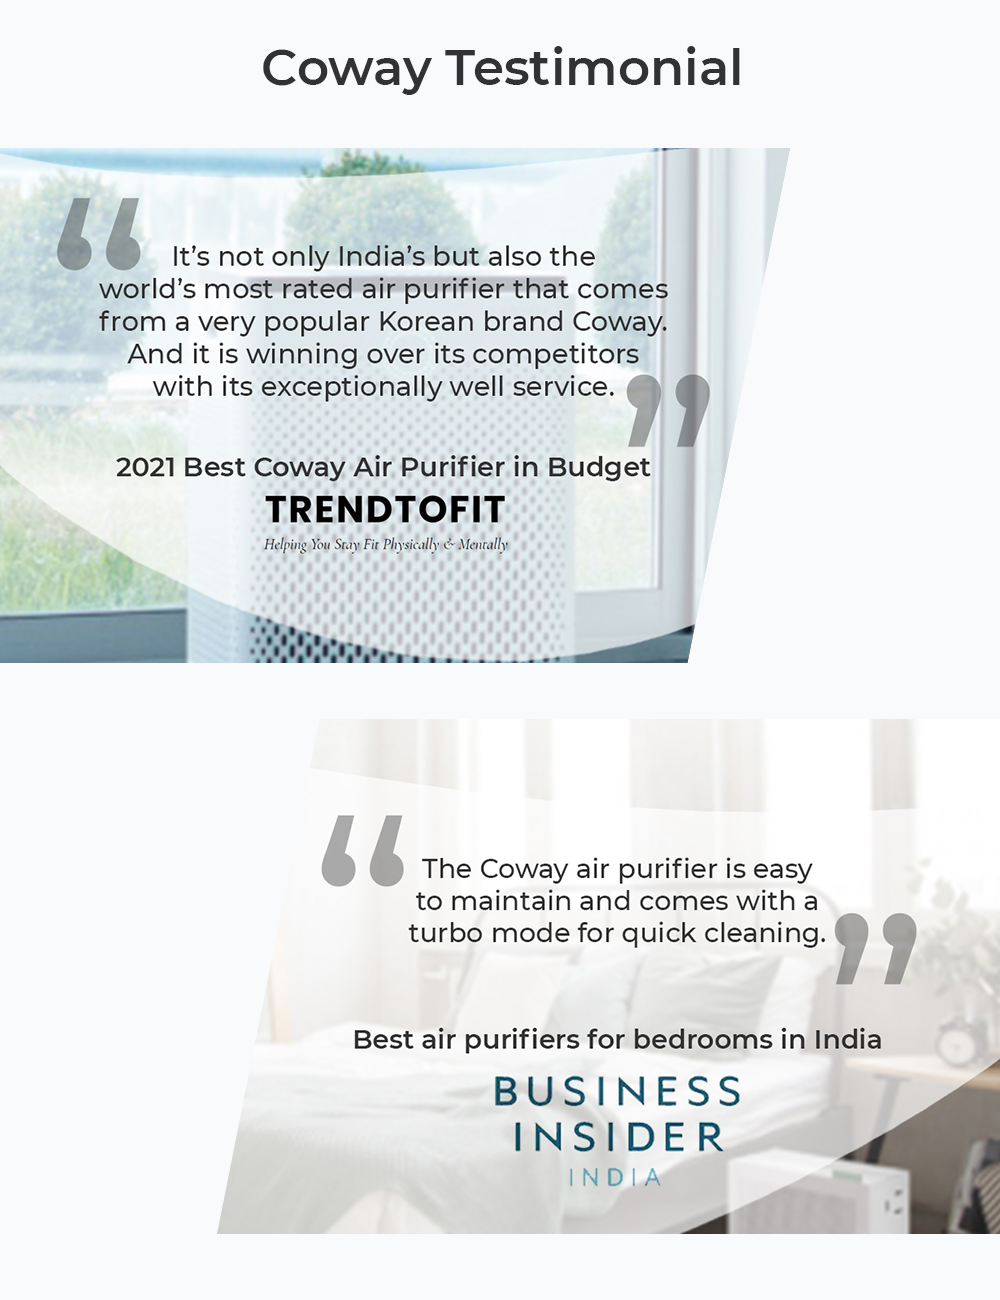 Coway Testimonial
“ It’s not only India’s but also the
world’s most rated air purifier that comes
from a very popular Korean brand Coway.
And it is winning over its competitors
with its exceptionally well service. ”
2021 Best Coway Air Purifier in Budget
TRENDTOFIT
Helping You Stay Fit Physically & Mentally
“ The Coway air purifier is easy
to maintain and comes with a
turbo mode for quick cleaning. ”
Best air purifiers for bedrooms in India
BUSINESS
INSIDER
INDIA